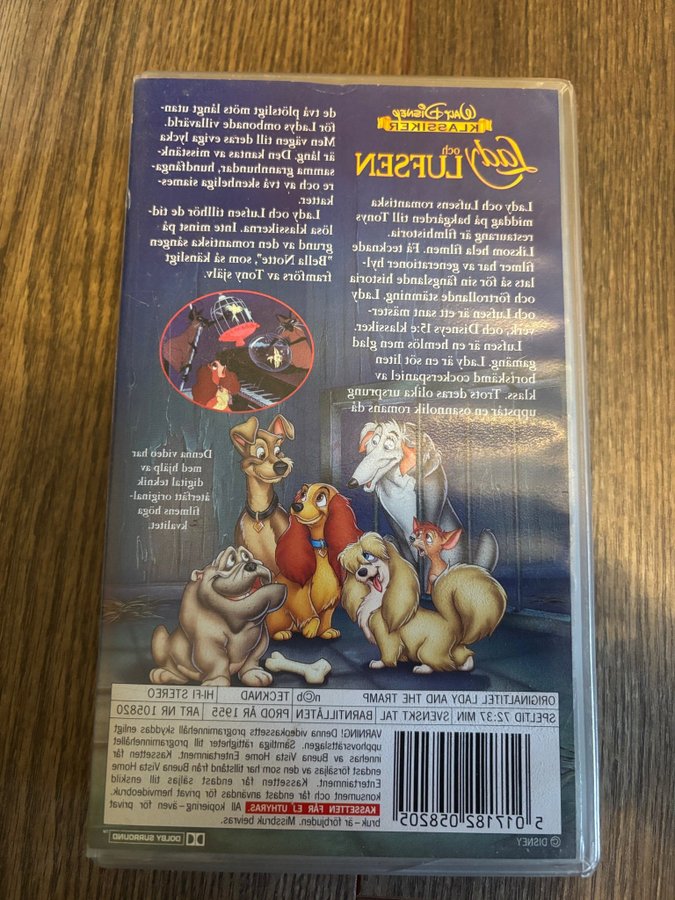 WALT DISNEY
KLASSIKER
Lady
och
LUFSEN
Lady och Lufsens romantiska
middag på bakgården till Tonys
restaurang är filmhistoria.
Liksom hela filmen. Få tecknade
filmer har av generationer hyl-
lats så för sin fängslande historia
och förtrollande stämning. Lady
och Lufsen är ett sant mäster-
verk, och Disneys 15:e klassiker.
Lufsen är en hemlös men glad
gamäng. Lady är en söt liten
bortskämd cockerspaniel av
klass. Trots deras olika ursprung
uppstår en osannolik romans då
de två plötsligt möts långt utan-
för Ladys ombonade villavärld.
Men vägen till deras eviga lycka
är lång. Den kantas av misstänk-
samma grannhundar, hundfånga-
re och av två skenheliga siames-
katter.
Lady och Lufsen tillhör de tid-
lösa klassikerna. Inte minst på
grund av den romantiska sången
"Bella Notte", som så känsligt
framförs av Tony själv.
Denna video har
med hjälp av
digital teknik
återfått original-
filmens höga
kvalitet.
ORIGINALTITEL LADY AND THE TRAMP nCb TECKNAD HI-FI STEREO
SPELTID 72:37 MIN SVENSKT TAL BARNTILLÅTEN PROD ÅR 1955 ART NR 105820
5 017182 058205
VARNING! Denna videokassetts programinnehåll skyddas enligt
upphovsrättslagen. Samtliga rättigheter till programinnehållet
innehas av Buena Vista Home Entertainment. Kassetten får
endast försäljas av den som har tillstånd från Buena Vista Home
Entertainment. Kassetten får endast säljas till enskild
konsument och får endast användas för privat hemvideobruk.
KASSETTEN FÅR EJ UTHYRAS. All kopiering – även för privat
bruk – är förbjuden. Missbruk beivras.
© DISNEY
DOLBY SURROUND